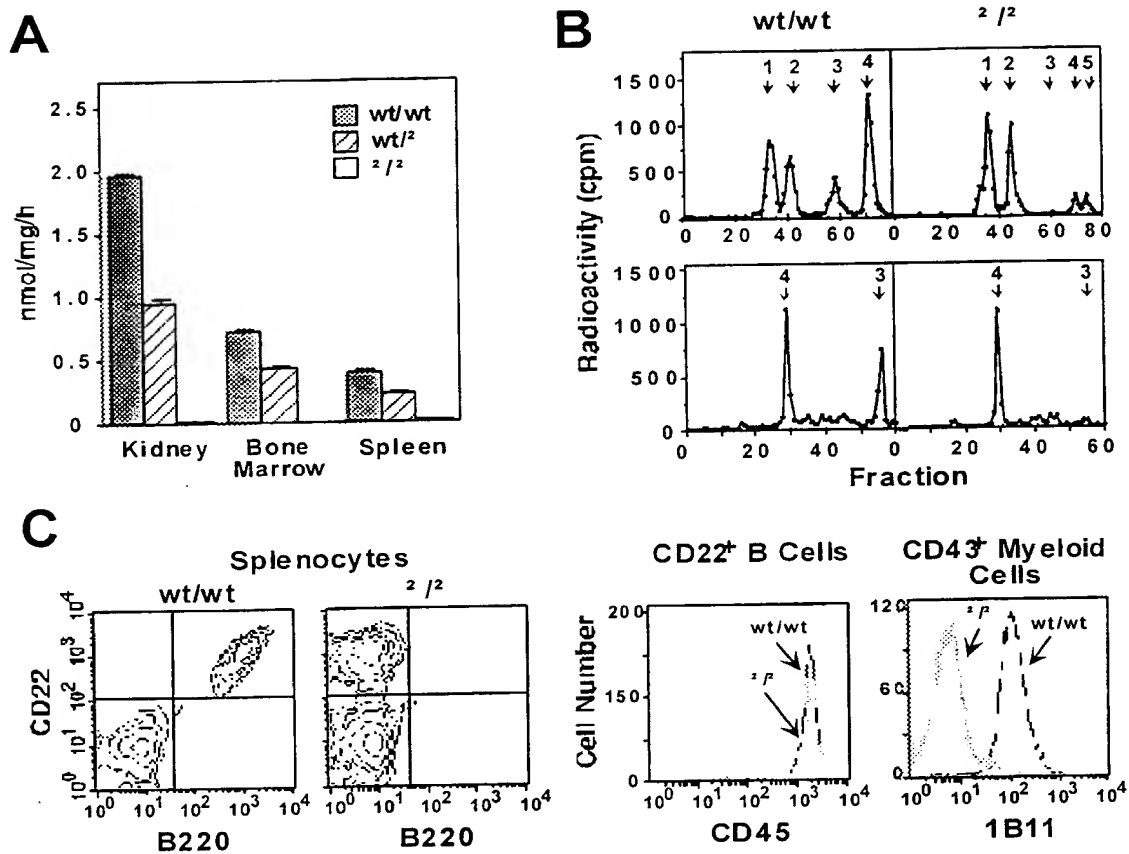 A
nmol/mg/h
2.5
2.0
1.5
1.0
0.5
0
wt/wt
wt/²
²/²
Kidney
Bone Marrow
Spleen
B
wt/wt
²/²
Radioactivity (cpm)
1500
1000
500
0
1 2 3 4
1 2 3 4 5
0 20 40 60
0 20 40 60 80
1500
1000
500
0
4 3
4 3
0 20 40
0 20 40 60
Fraction
C
Splenocytes
wt/wt
²/²
CD22
10⁴
10³
10²
10¹
10⁰
10⁰ 10¹ 10² 10³ 10⁴
10⁰ 10¹ 10² 10³ 10⁴
B220
B220
CD22⁺ B Cells
Cell Number
200
150
0
wt/wt
²/²
10⁰ 10¹ 10² 10³ 10⁴
CD45
CD43⁺ Myeloid
Cells
120
60
0
²/²
wt/wt
10⁰ 10¹ 10² 10³ 10⁴
1B11